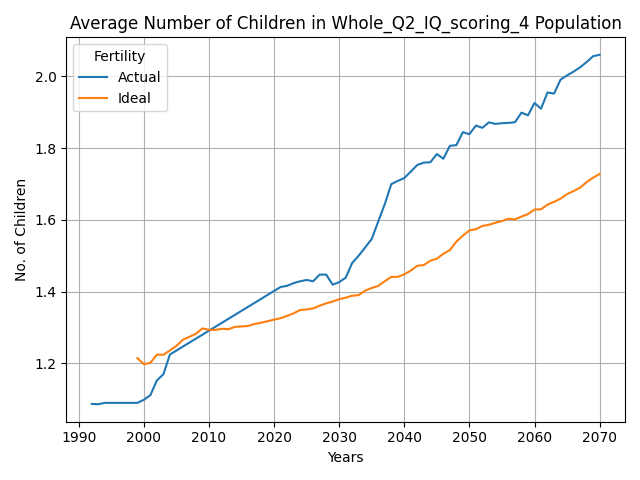 Average Number of Children in Whole_Q2_IQ_scoring_4 Population
Fertility
Actual
Ideal
No. of Children
2.0
1.8
1.6
1.4
1.2
1990 2000 2010 2020 2030 2040 2050 2060 2070
Years